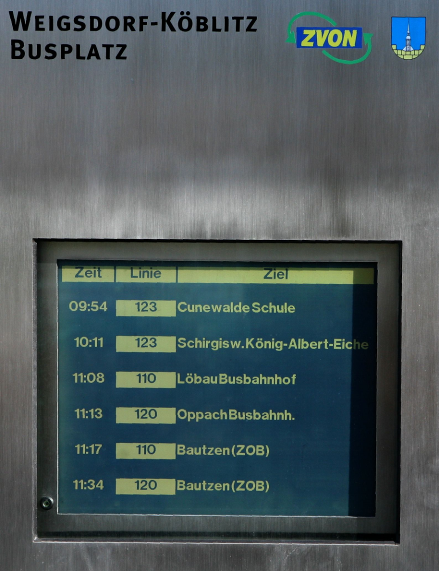 Weigsdorf-Köblitz
Busplatz
ZVON
Zeit Linie Ziel
09:54 123 Cunewalde Schule
10:11 123 Schirgisw. König-Albert-Eiche
11:08 110 Löbau Busbahnhof
11:13 120 Oppach Busbahnh.
11:17 110 Bautzen (ZOB)
11:34 120 Bautzen (ZOB)